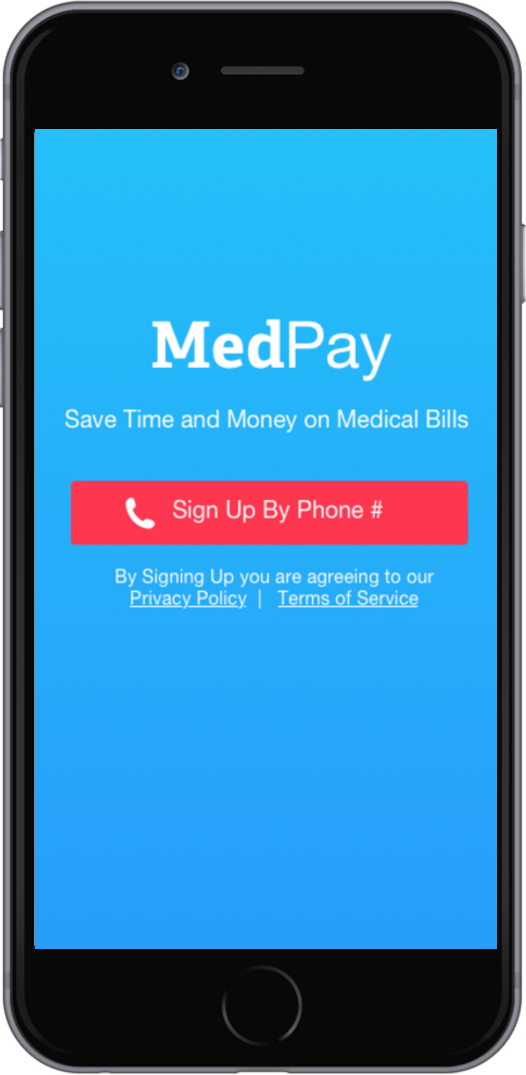 MedPay
Save Time and Money on Medical Bills
Sign Up By Phone #
By Signing Up you are agreeing to our
Privacy Policy | Terms of Service